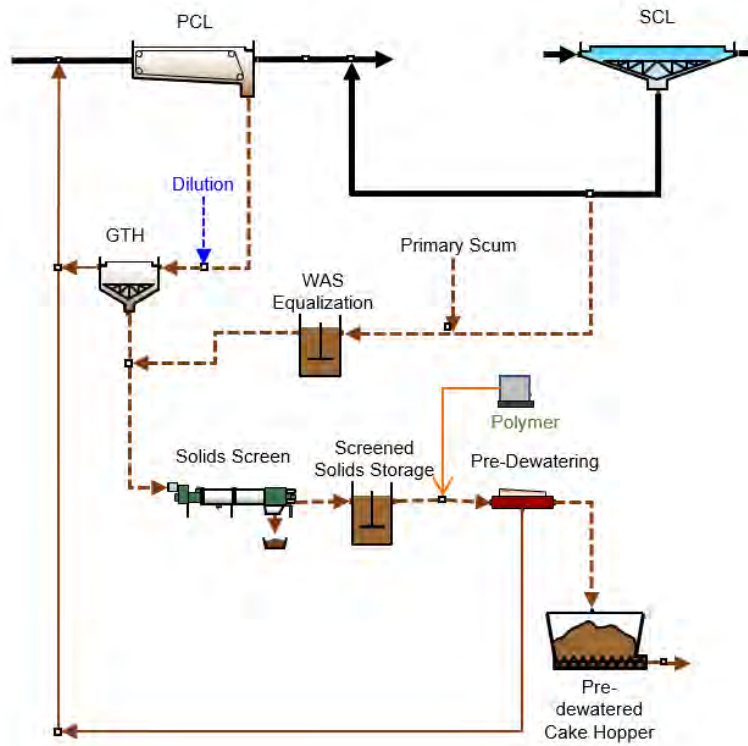 PCL
SCL
Dilution
GTH
Primary Scum
WAS
Equalization
Polymer
Solids Screen
Screened
Solids Storage
Pre-Dewatering
Pre-
dewatered
Cake Hopper